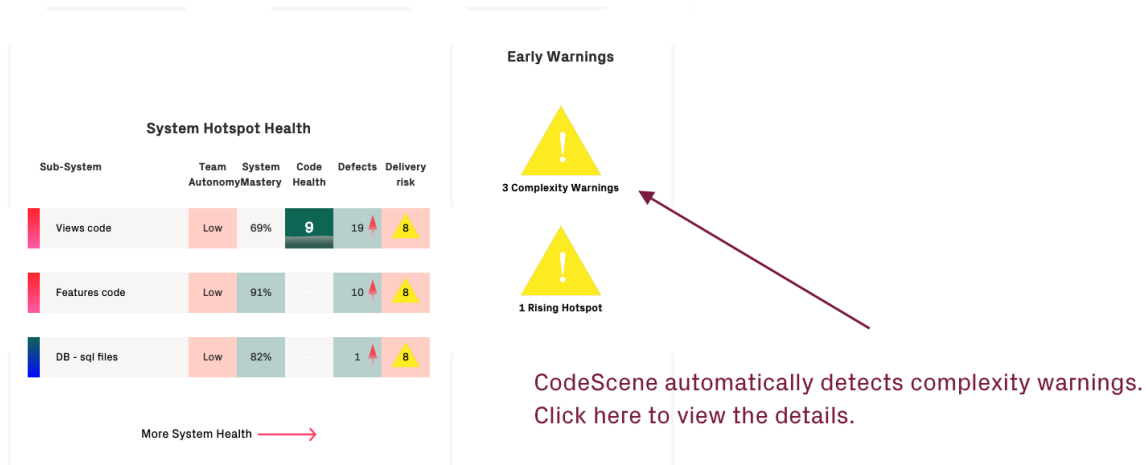 Early Warnings
System Hotspot Health
Sub-System Team Autonomy System Mastery Code Health Defects Delivery risk
Views code Low 69% 9 19 8
Features code Low 91% - 10 8
DB - sql files Low 82% - 1 8
More System Health
!
3 Complexity Warnings
!
1 Rising Hotspot
CodeScene automatically detects complexity warnings.
Click here to view the details.